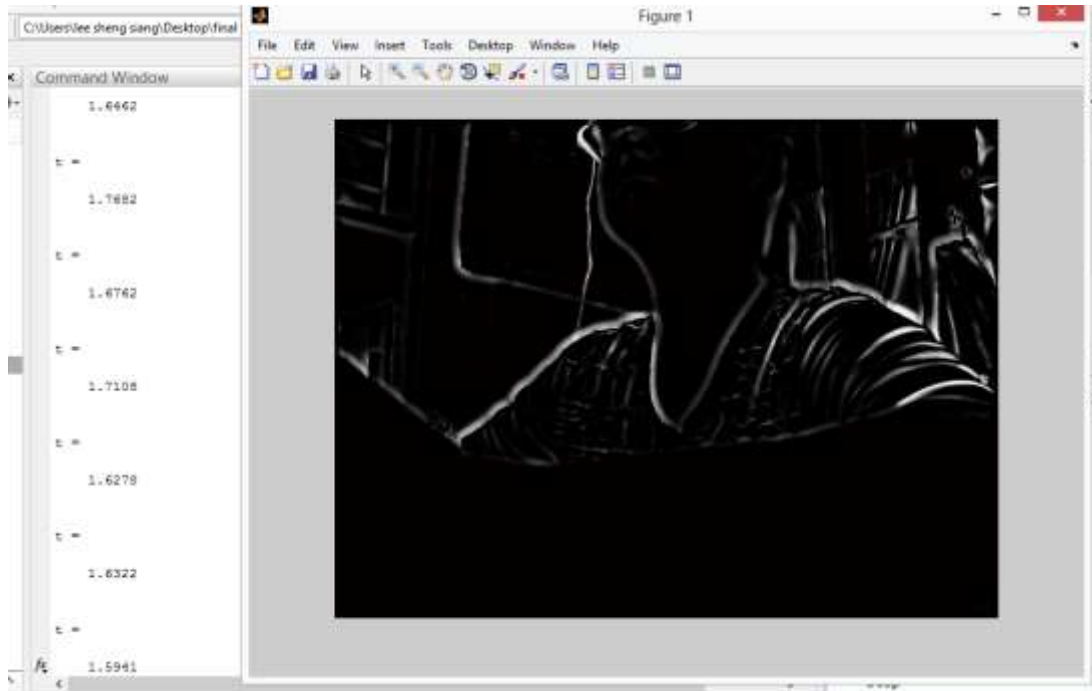 C:\Users\lee sheng siang\Desktop\final
Command Window
1.6462
t =
1.7682
t =
1.6762
t =
1.7108
t =
1.6278
t =
1.6322
t =
1.5941
fx
Figure 1
File Edit View Insert Tools Desktop Window Help